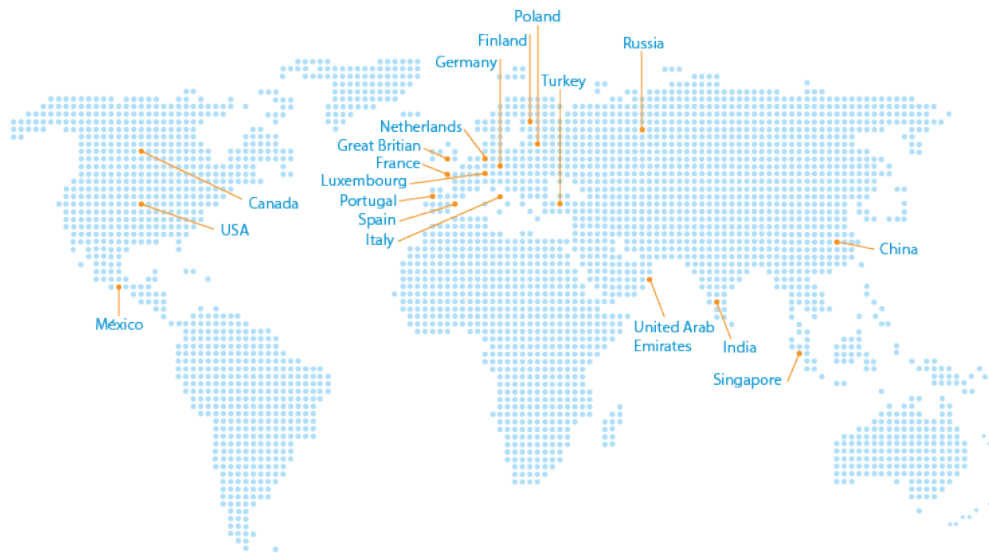 Poland
Finland
Russia
Germany
Turkey
Netherlands
Great Britian
France
Luxembourg
Portugal
Canada
Spain
USA
Italy
China
México
United Arab
Emirates
India
Singapore